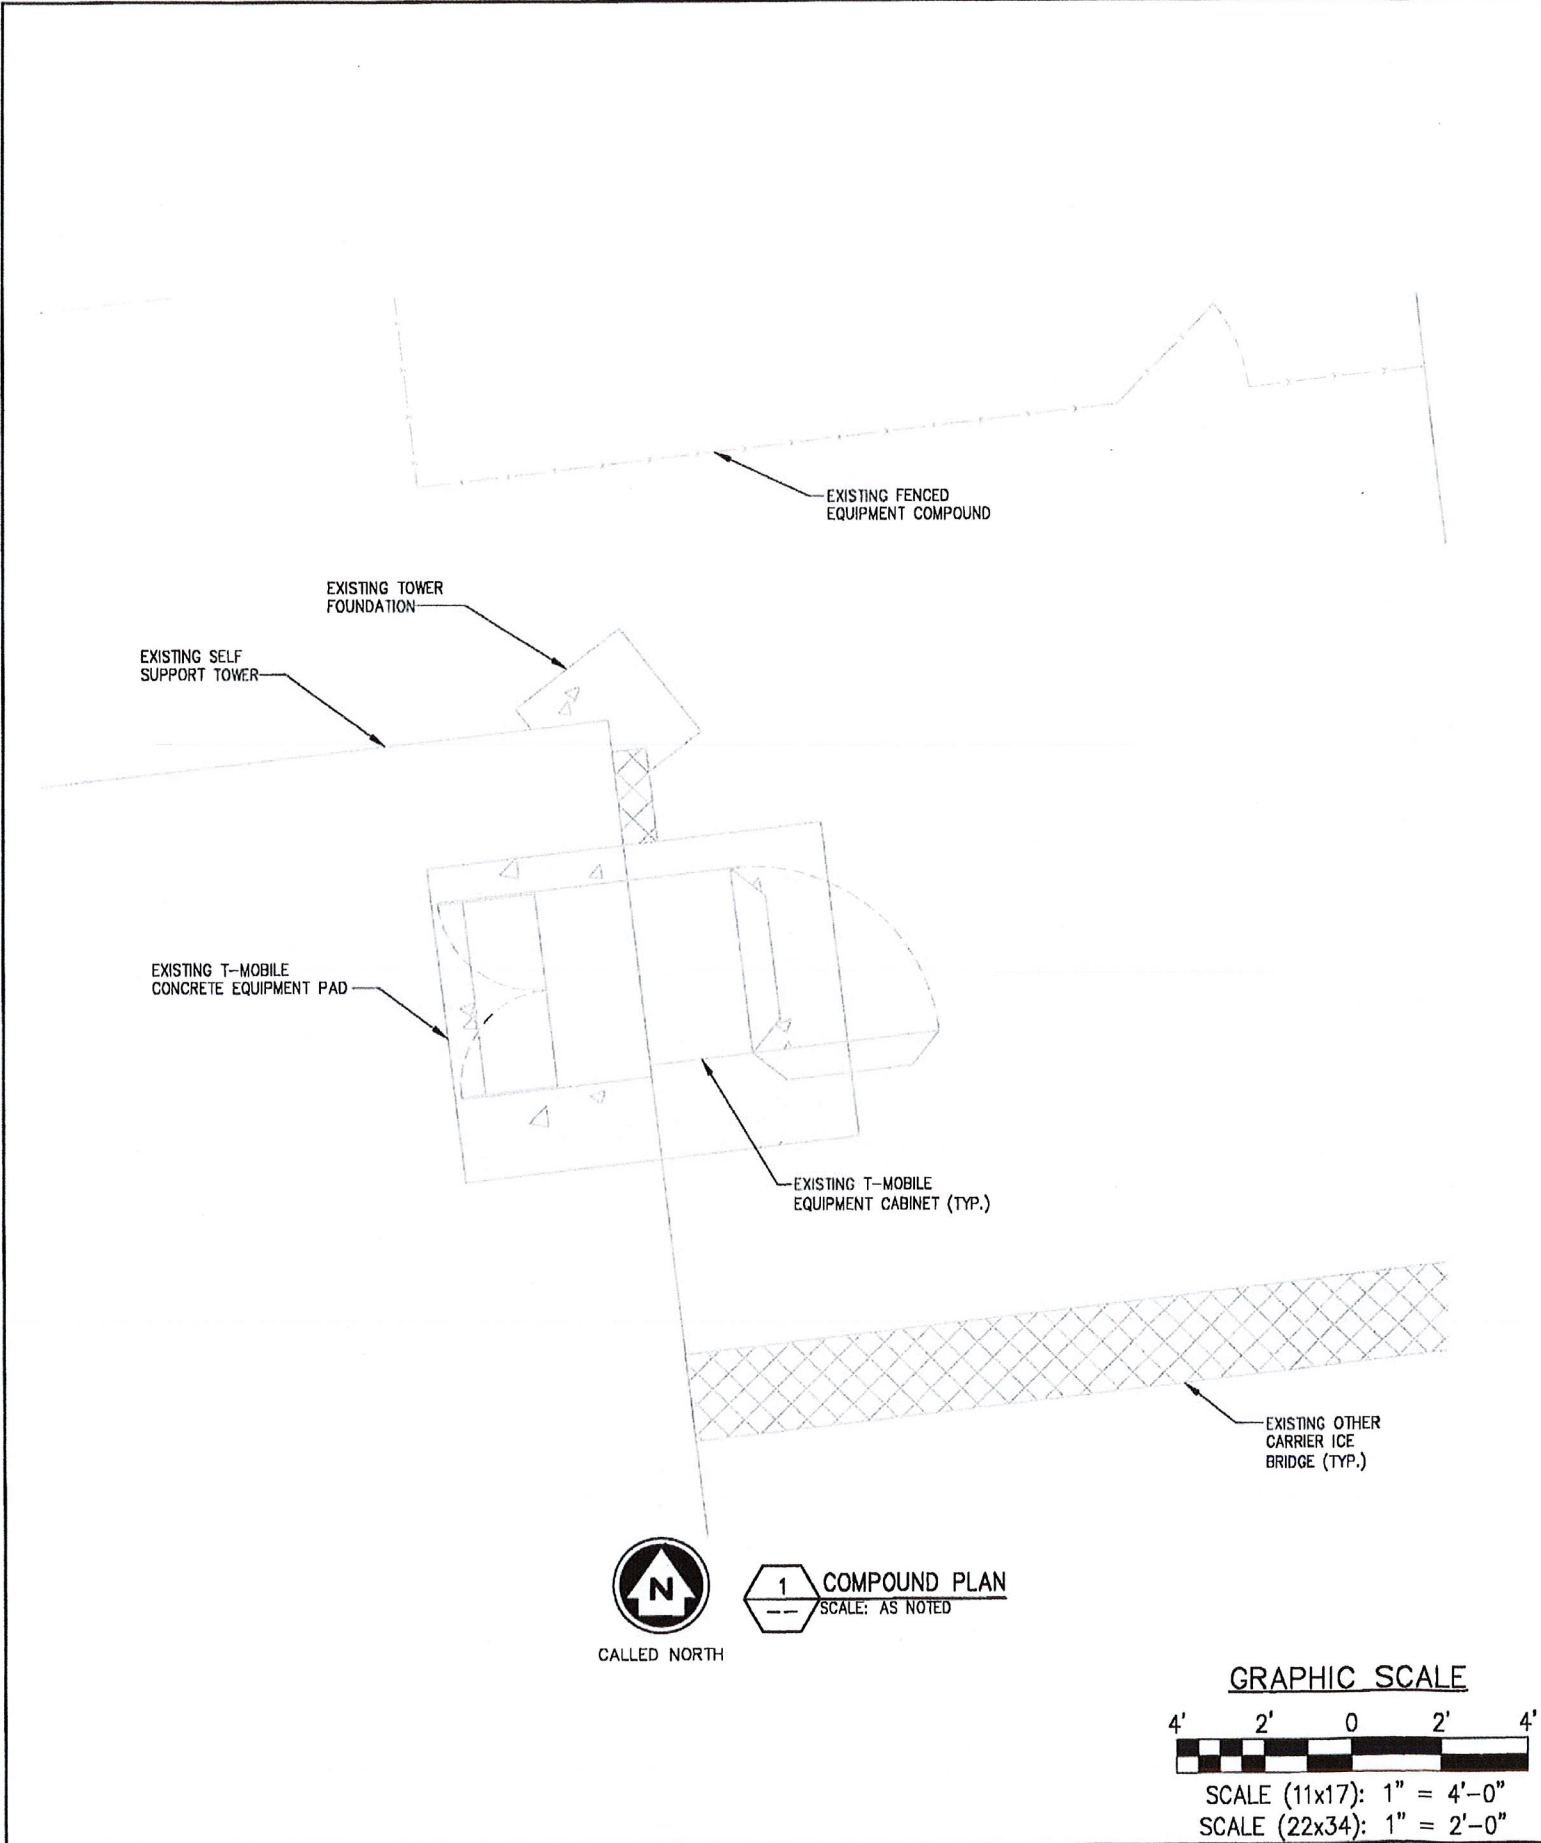 EXISTING FENCED
EQUIPMENT COMPOUND
EXISTING TOWER
FOUNDATION
EXISTING SELF
SUPPORT TOWER
EXISTING T-MOBILE
CONCRETE EQUIPMENT PAD
EXISTING T-MOBILE
EQUIPMENT CABINET (TYP.)
EXISTING OTHER
CARRIER ICE
BRIDGE (TYP.)
N
CALLED NORTH
1
--
COMPOUND PLAN
SCALE: AS NOTED
GRAPHIC SCALE
4' 2' 0 2' 4'
SCALE (11x17): 1" = 4'-0"
SCALE (22x34): 1" = 2'-0"